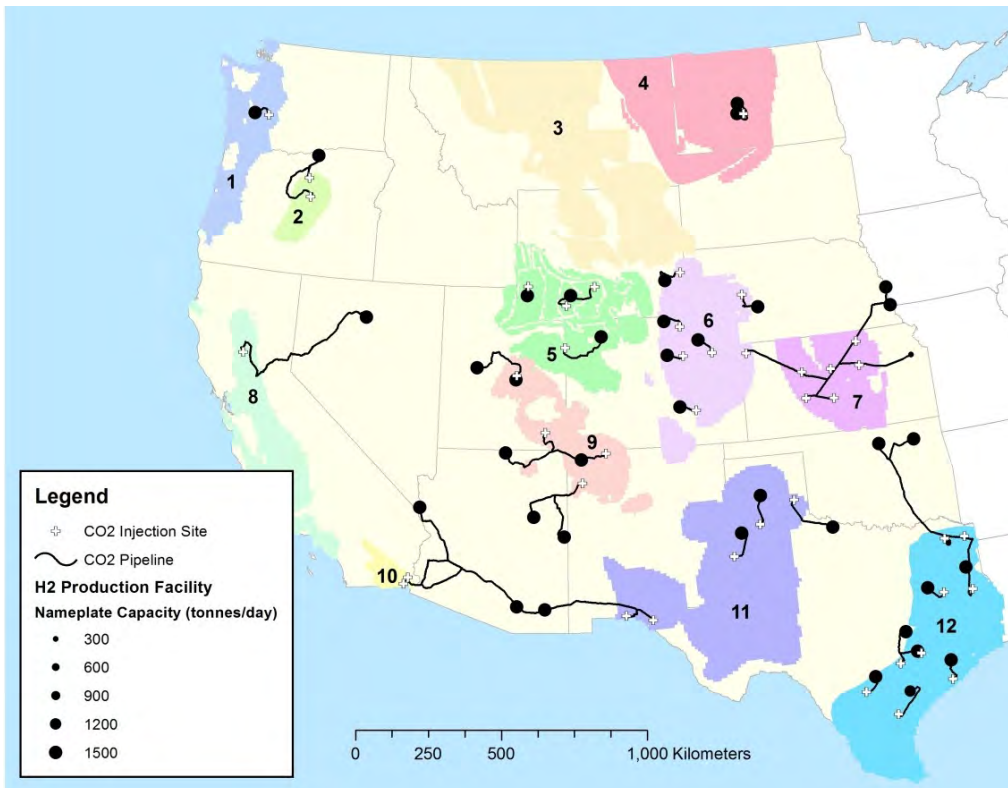 4
3
1
2
6
5
7
8
9
10
11
12
Legend
CO2 Injection Site
CO2 Pipeline
H2 Production Facility
Nameplate Capacity (tonnes/day)
300
600
900
1200
1500
0 250 500 1,000 Kilometers